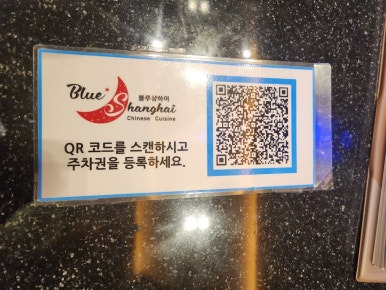 Blue
블루상하이
Shanghai
Chinese Cuisine
QR 코드를 스캔하시고
주차권을 등록하세요.